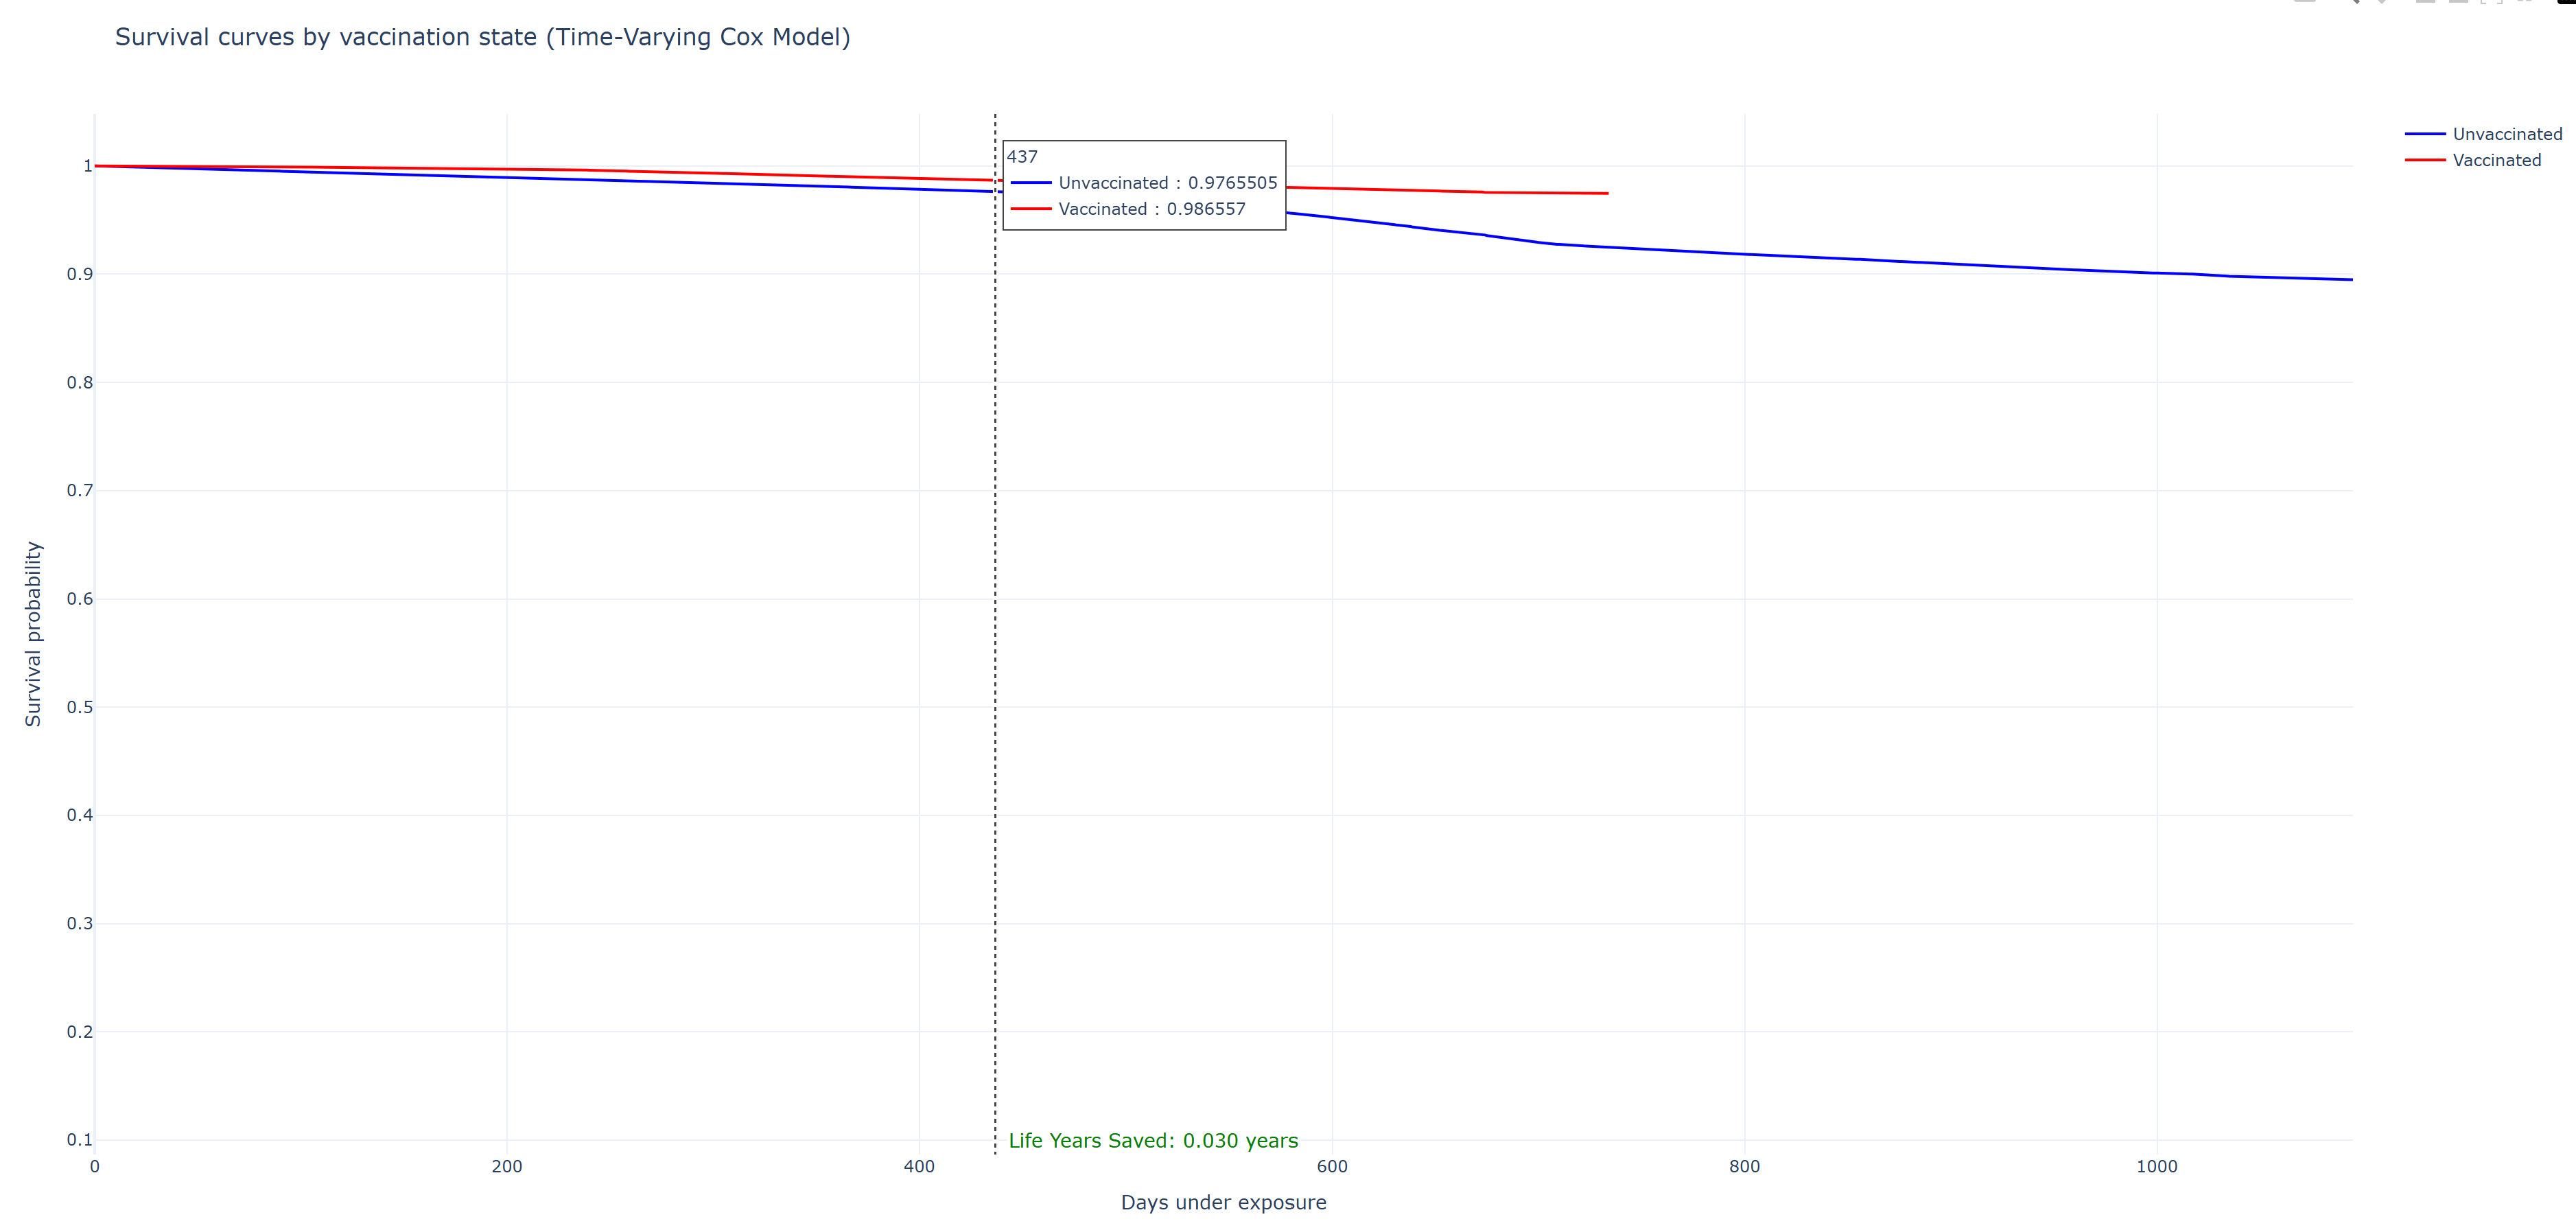 Survival curves by vaccination state (Time-Varying Cox Model)
Unvaccinated
Vaccinated
437
Unvaccinated : 0.9765505
Vaccinated : 0.986557
1
0.9
0.8
0.7
0.6
0.5
0.4
0.3
0.2
0.1
Survival probability
Life Years Saved: 0.030 years
0 200 400 600 800 1000
Days under exposure